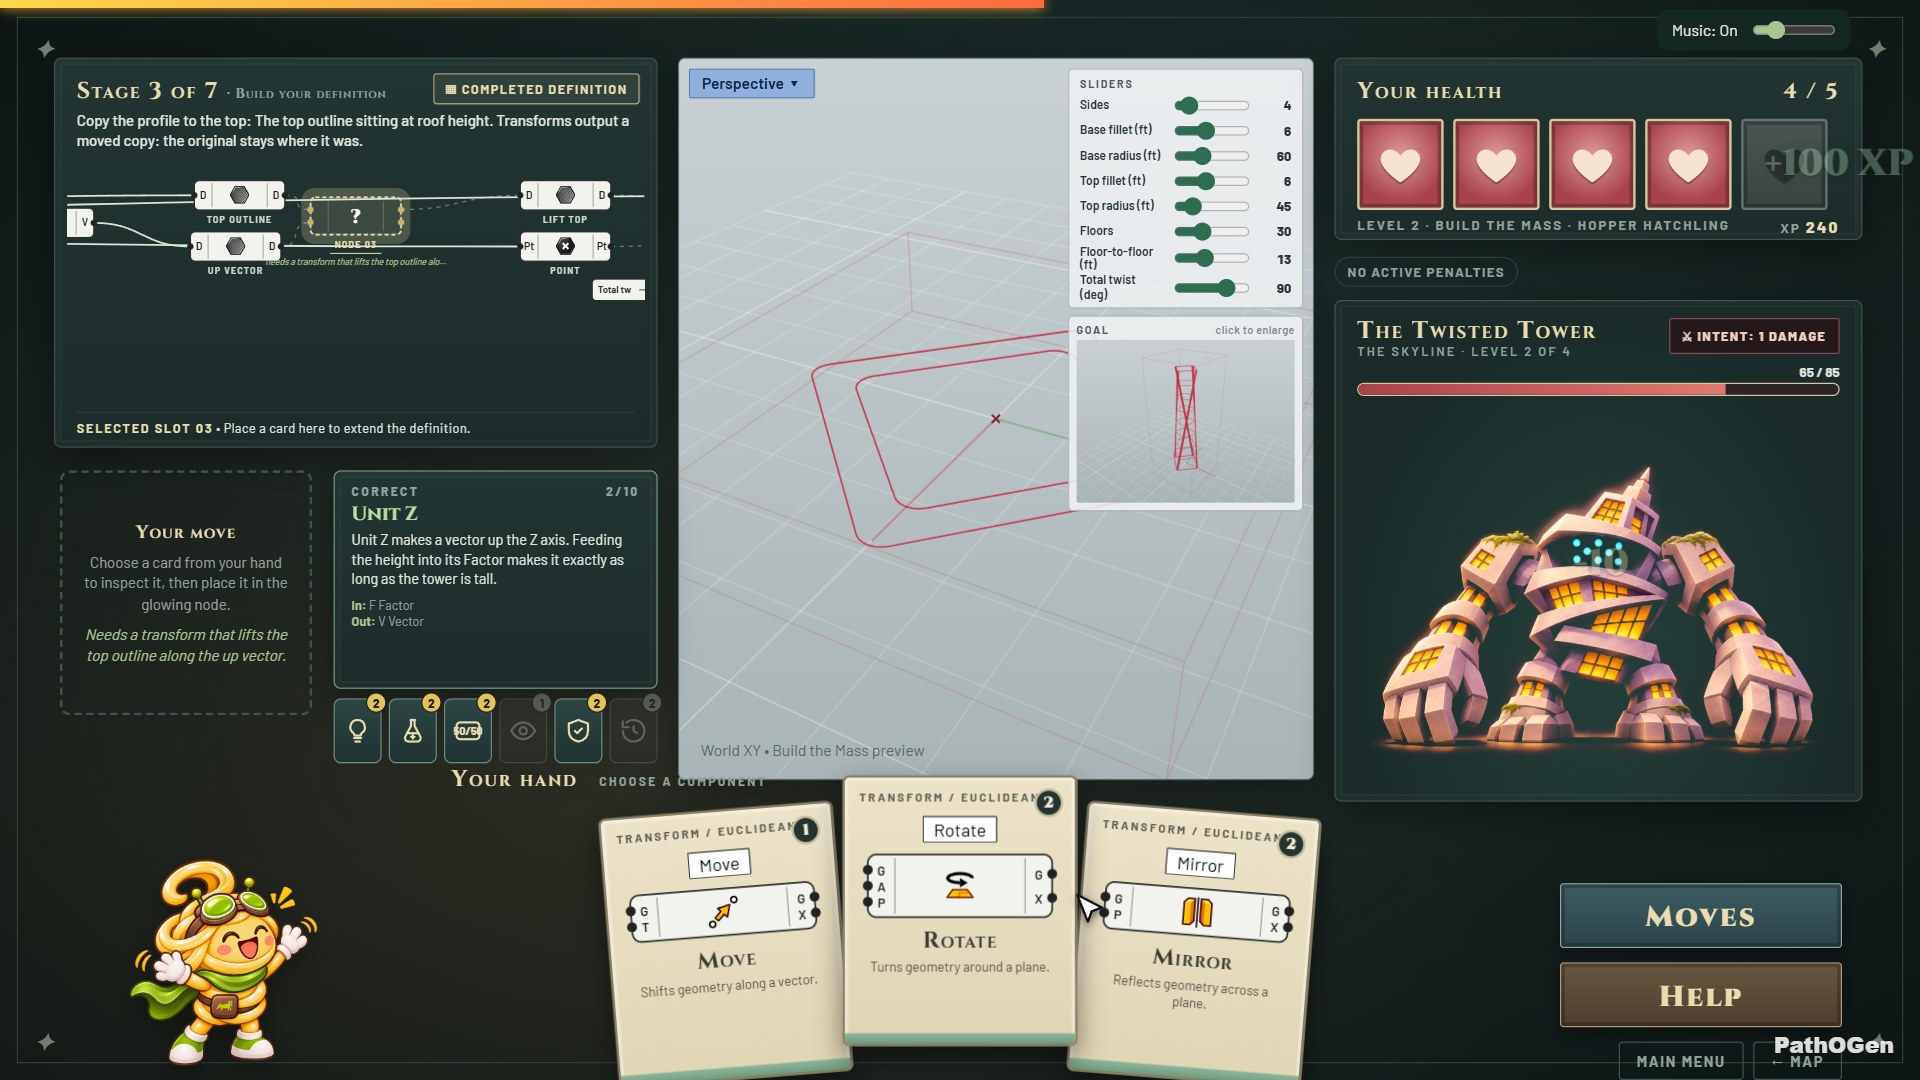 Music: On
STAGE 3 OF 7 · BUILD YOUR DEFINITION
COMPLETED DEFINITION
Copy the profile to the top: The top outline sitting at roof height. Transforms output a
moved copy: the original stays where it was.
V
D D
TOP OUTLINE
D D
UP VECTOR
?
NODE 03
needs a transform that lifts the top outline alo...
D D
LIFT TOP
Pt Pt
POINT
Total tw
SELECTED SLOT 03 • Place a card here to extend the definition.
YOUR MOVE
Choose a card from your hand
to inspect it, then place it in the
glowing node.
Needs a transform that lifts the
top outline along the up vector.
CORRECT 2/10
UNIT Z
Unit Z makes a vector up the Z axis. Feeding
the height into its Factor makes it exactly as
long as the tower is tall.
In: F Factor
Out: V Vector
2 2 2 1 2 2
50/50
Perspective ▾
SLIDERS
Sides 4
Base fillet (ft) 6
Base radius (ft) 60
Top fillet (ft) 6
Top radius (ft) 45
Floors 30
Floor-to-floor
(ft) 13
Total twist
(deg) 90
GOAL click to enlarge
World XY • Build the Mass preview
YOUR HEALTH 4 / 5
+100 XP
LEVEL 2 · BUILD THE MASS · HOPPER HATCHLING XP 240
NO ACTIVE PENALTIES
THE TWISTED TOWER
THE SKYLINE · LEVEL 2 OF 4
INTENT: 1 DAMAGE
65 / 85
YOUR HAND CHOOSE A COMPONENT
TRANSFORM / EUCLIDEAN 1
Move
G T G X
MOVE
Shifts geometry along a vector.
TRANSFORM / EUCLIDEAN 2
Rotate
G A P G X
ROTATE
Turns geometry around a plane.
TRANSFORM / EUCLIDEAN 2
Mirror
G P G X
MIRROR
Reflects geometry across a
plane.
MOVES
HELP
MAIN MENU
← MAP
PathOGen